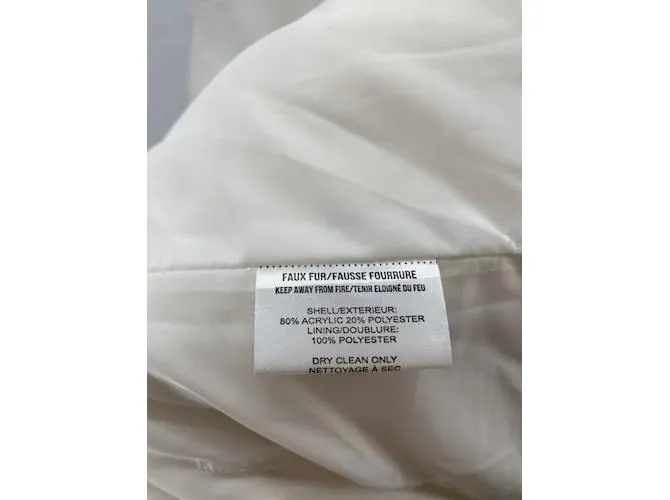 FAUX FUR/FAUSSE FOURRURE
KEEP AWAY FROM FIRE/TENIR ELOIGNÉ DU FEU
SHELL/EXTERIEUR:
80% ACRYLIC 20% POLYESTER
LINING/DOUBLURE:
100% POLYESTER
DRY CLEAN ONLY
NETTOYAGE À SEC